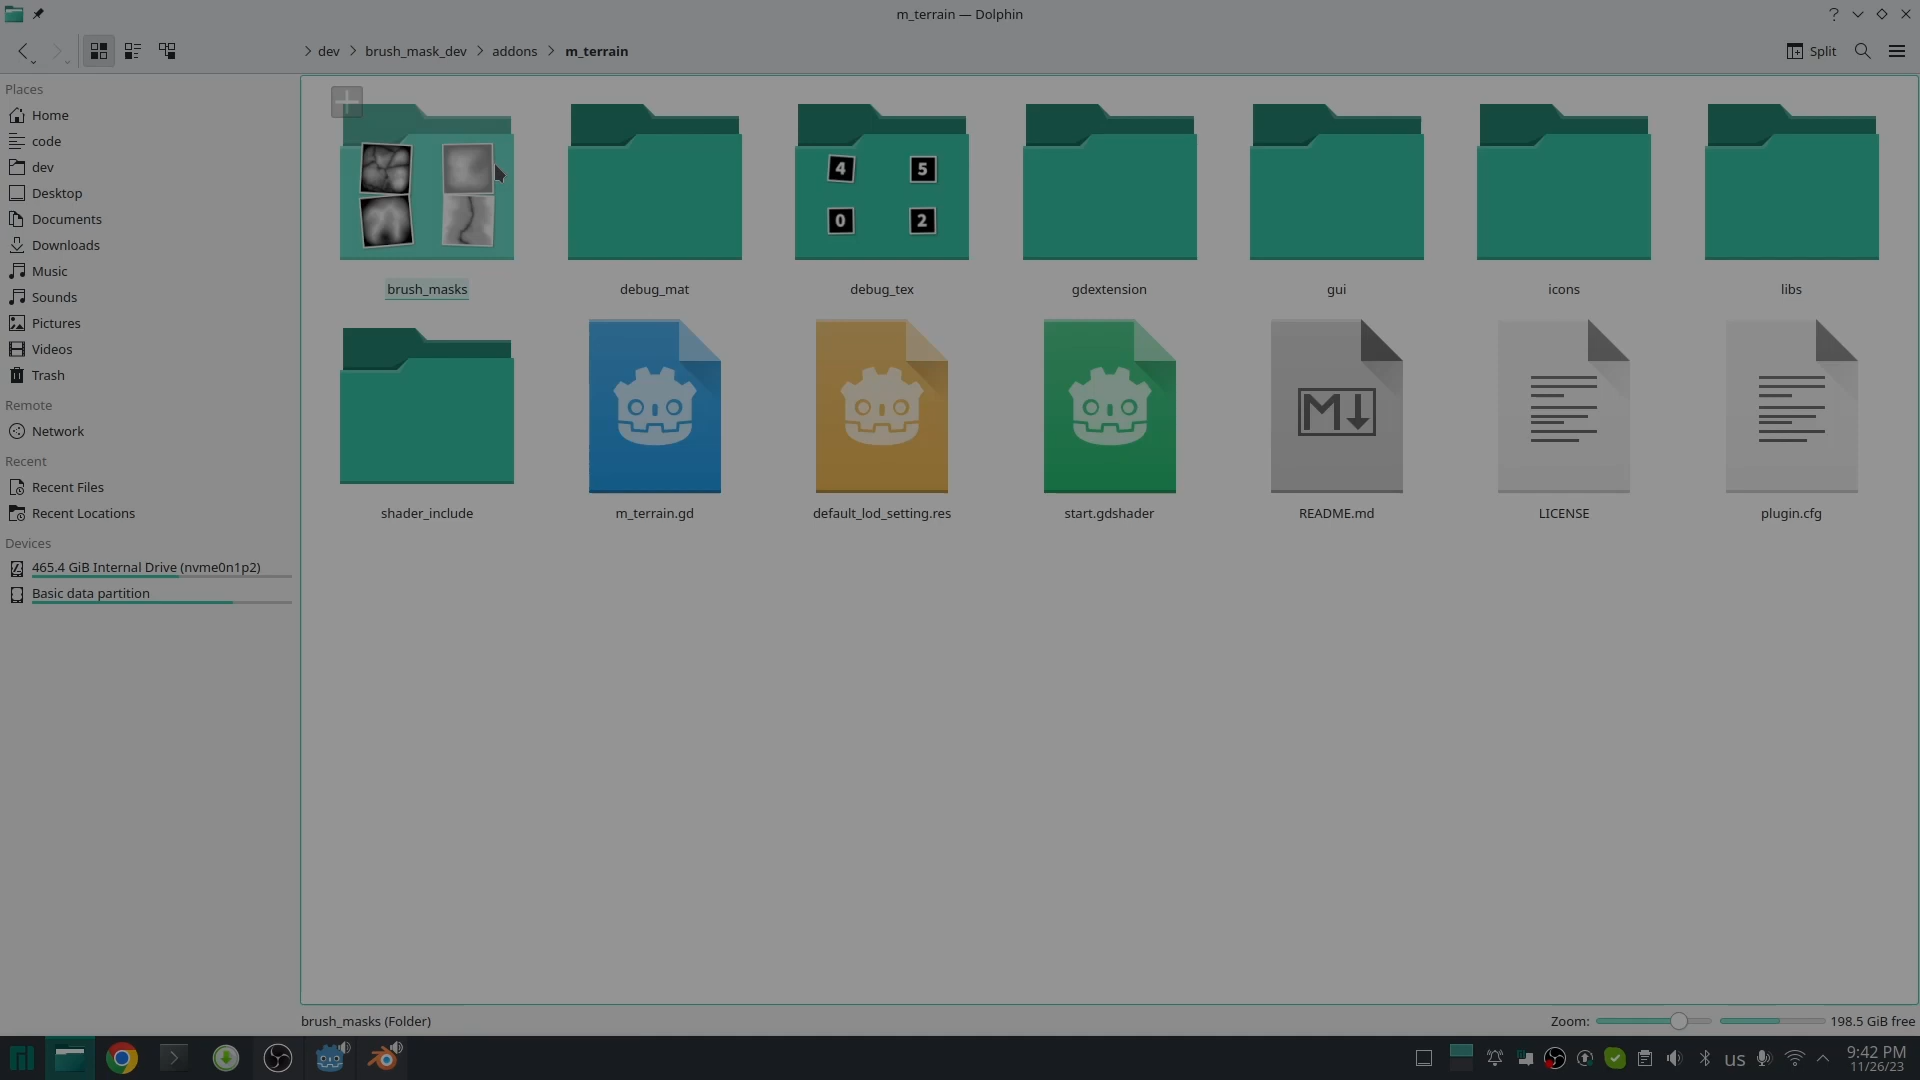 m_terrain — Dolphin
dev
brush_mask_dev
addons
m_terrain
Split
Places
Home
code
dev
Desktop
Documents
Downloads
Music
Sounds
Pictures
Videos
Trash
Remote
Network
Recent
Recent Files
Recent Locations
Devices
465.4 GiB Internal Drive (nvme0n1p2)
Basic data partition
4
5
0
2
brush_masks
debug_mat
debug_tex
gdextension
gui
icons
libs
M
shader_include
m_terrain.gd
default_lod_setting.res
start.gdshader
README.md
LICENSE
plugin.cfg
brush_masks (Folder)
Zoom:
198.5 GiB free
us
9:42 PM
11/26/23